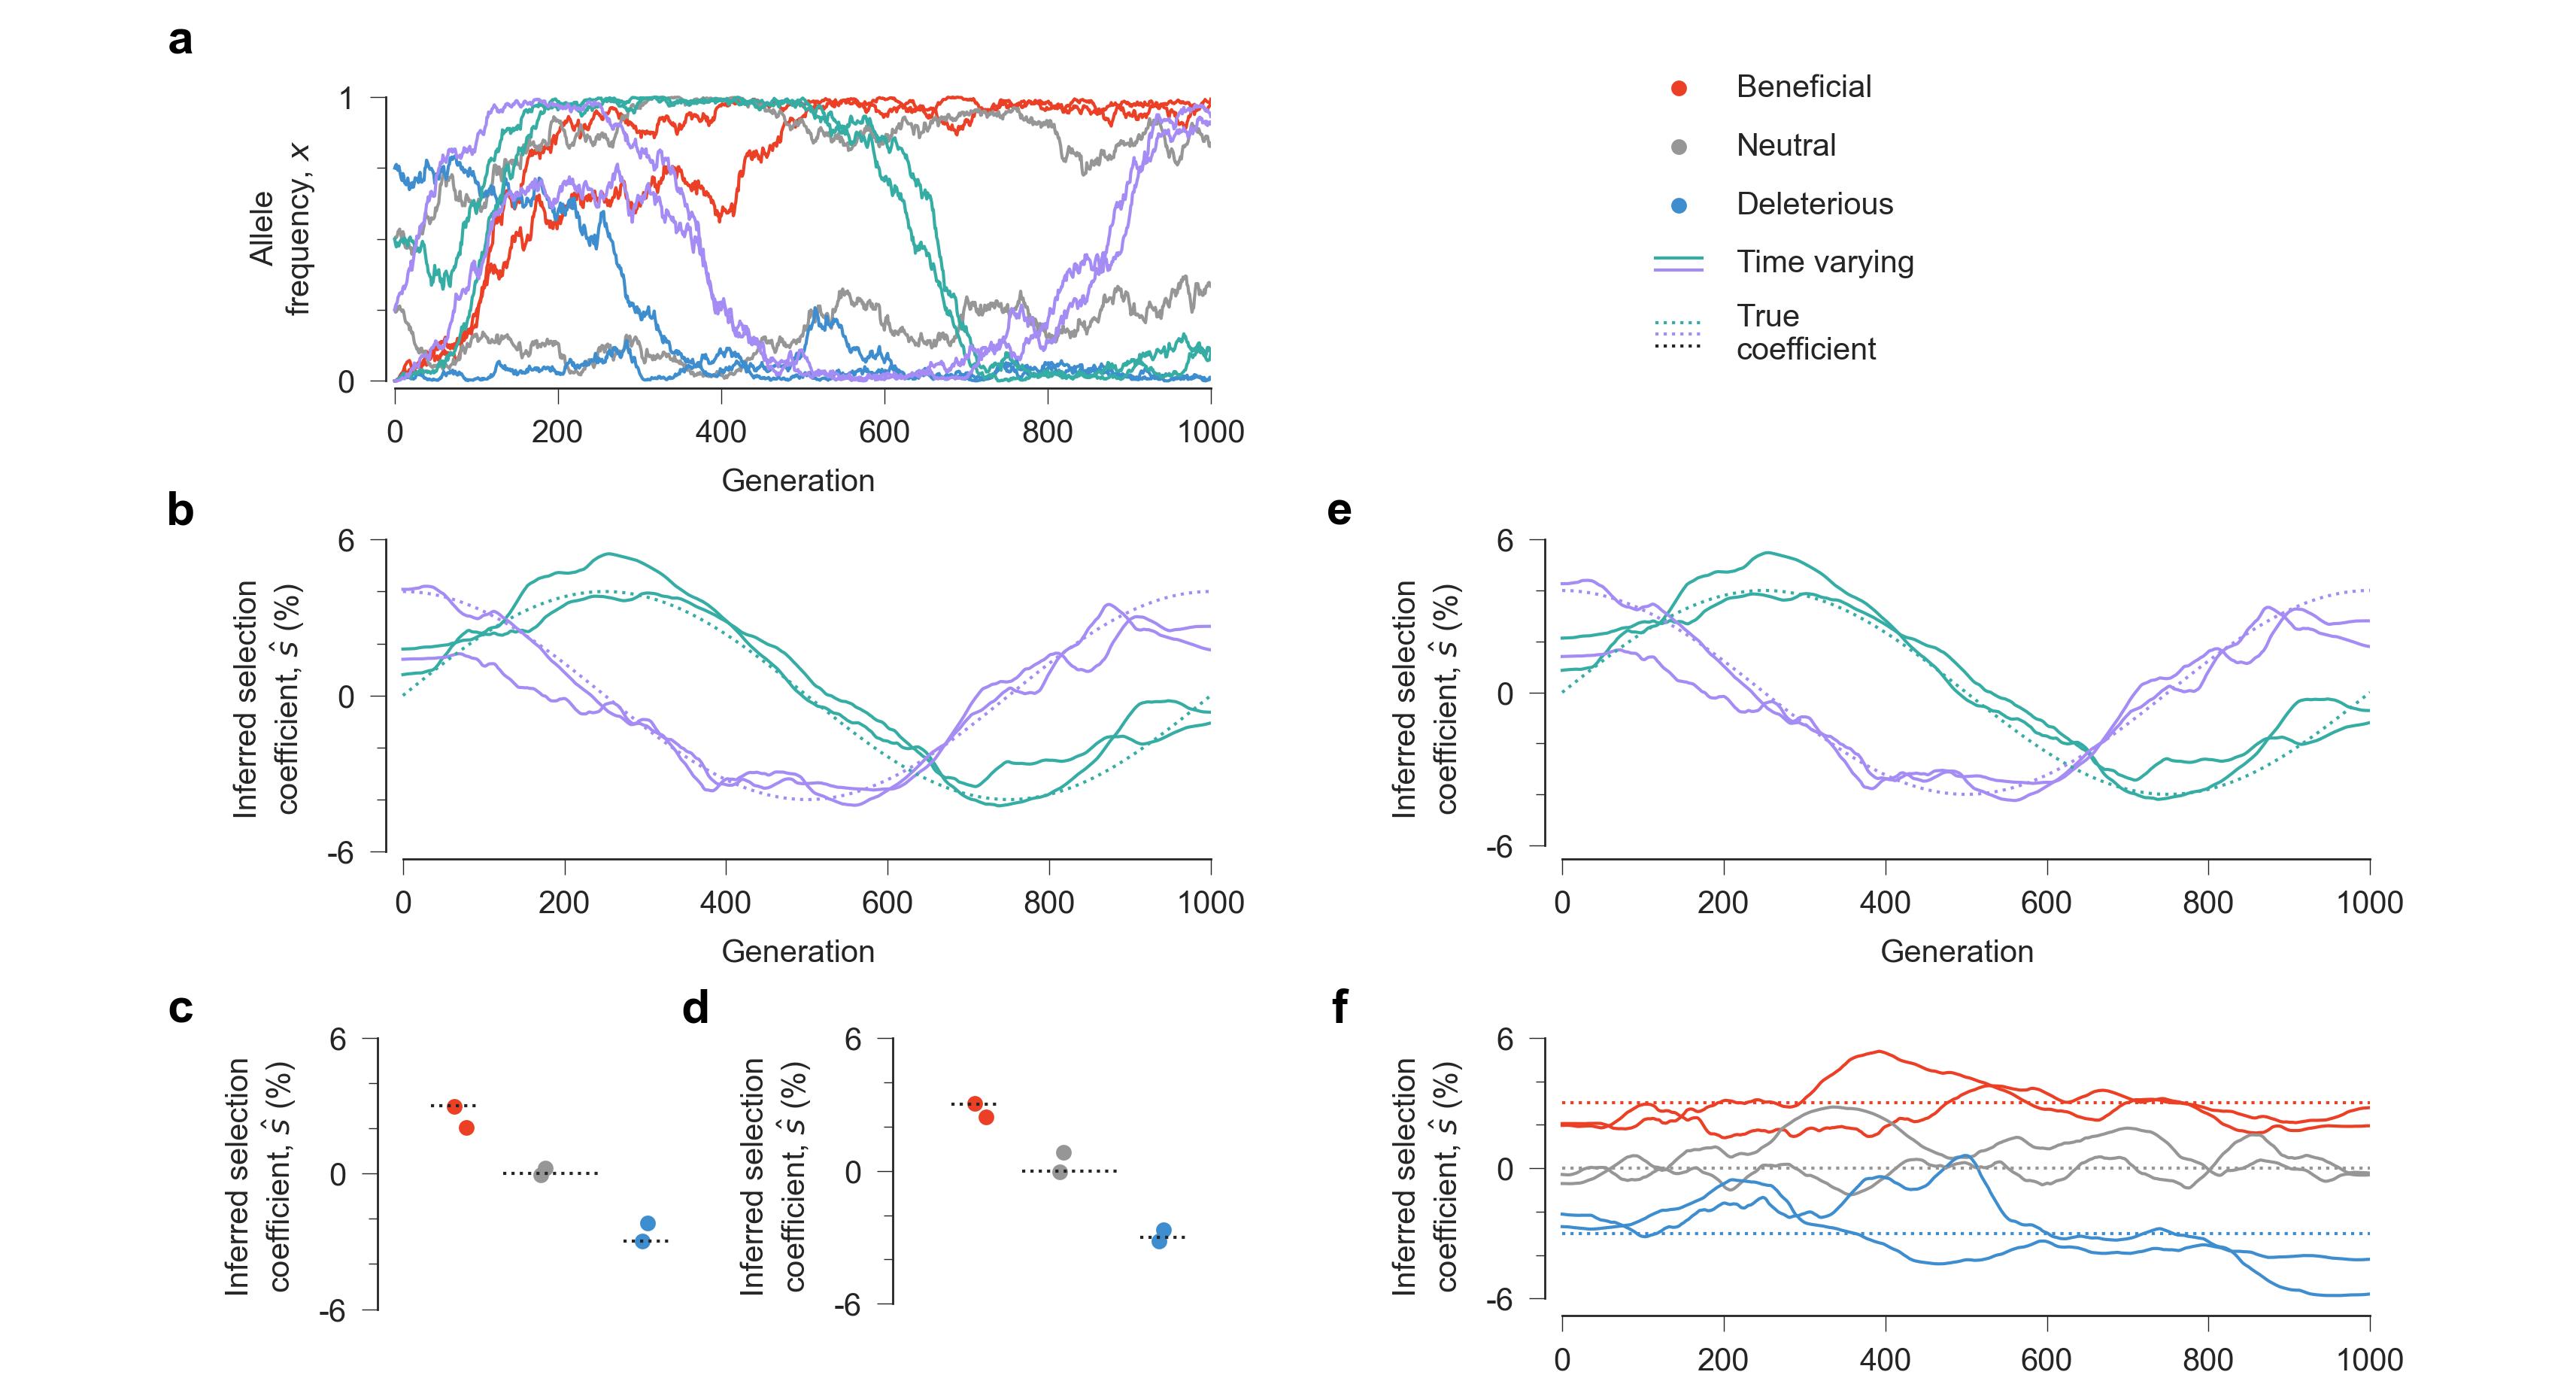 a
1
0
Allele
frequency, x
0 200 400 600 800 1000
Generation
Beneficial
Neutral
Deleterious
Time varying
True
coefficient
b
6
0
-6
Inferred selection
coefficient, ŝ (%)
0 200 400 600 800 1000
Generation
e
6
0
-6
Inferred selection
coefficient, ŝ (%)
0 200 400 600 800 1000
Generation
c
6
0
-6
Inferred selection
coefficient, ŝ (%)
d
6
0
-6
Inferred selection
coefficient, ŝ (%)
f
6
0
-6
Inferred selection
coefficient, ŝ (%)
0 200 400 600 800 1000